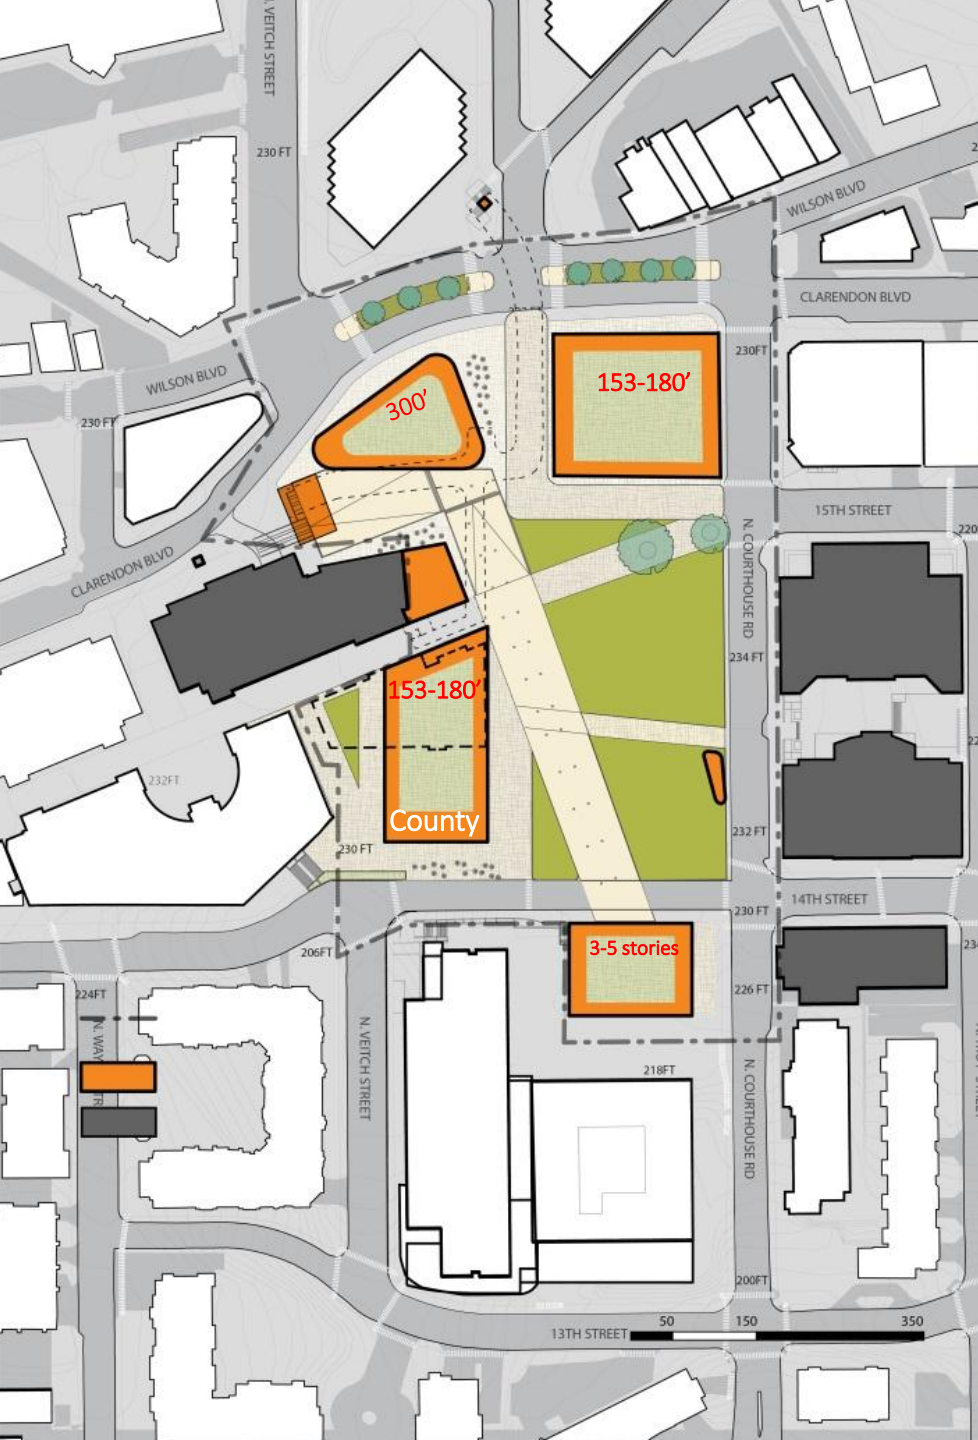 N. VEITCH STREET
230 FT
WILSON BLVD
CLARENDON BLVD
230FT
153-180'
300'
WILSON BLVD
230 FT
15TH STREET
220
N. COURTHOUSE RD
CLARENDON BLVD
234 FT
153-180'
232FT
County
232 FT
230 FT
14TH STREET
230 FT
3-5 stories
206FT
226 FT
224FT
N. WAY
N. VEITCH STREET
218FT
N. COURTHOUSE RD
200FT
50 150 350
13TH STREET